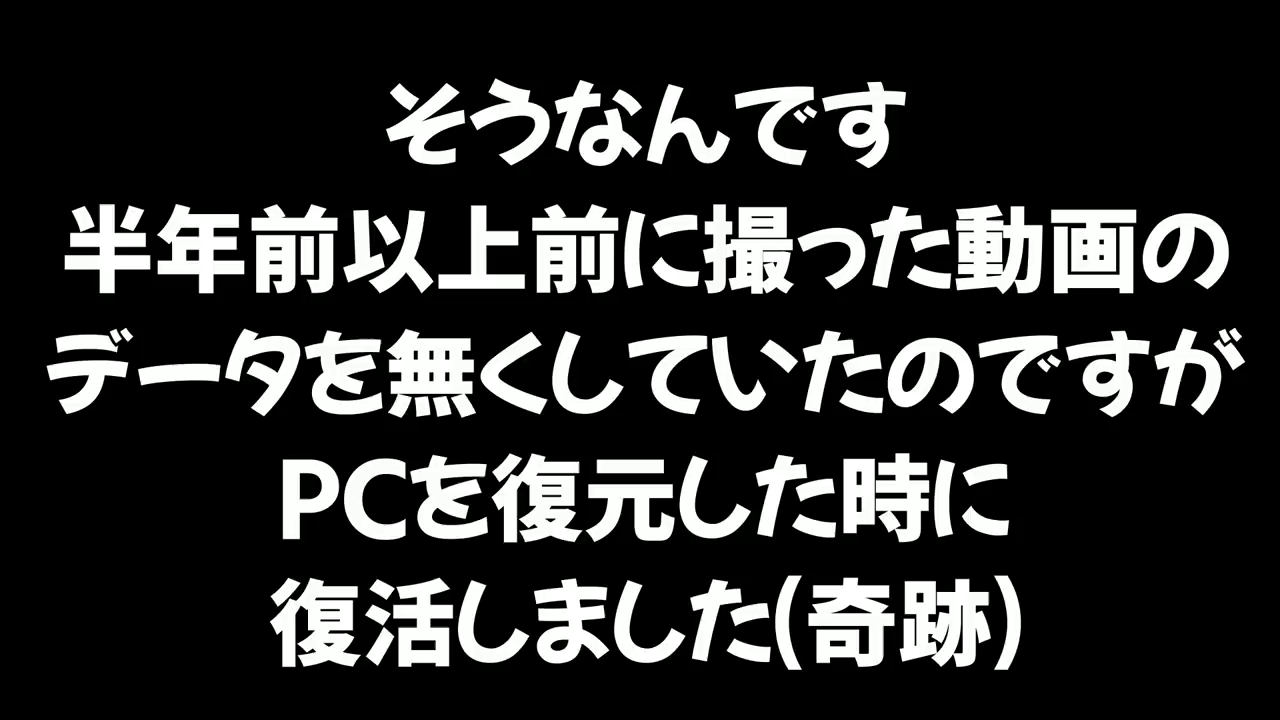 そうなんです
半年前以上前に撮った動画の
データを無くしていたのですが
PCを復元した時に
復活しました(奇跡)